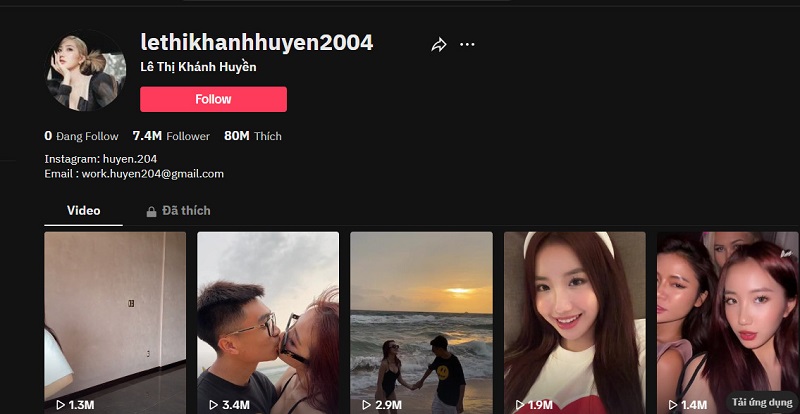 lethikhanhhuyen2004
Lê Thị Khánh Huyền
Follow
0 Đang Follow 7.4M Follower 80M Thích
Instagram: huyen.204
Email : work.huyen204@gmail.com
Video Đã thích
1.3M 3.4M 2.9M 1.9M 1.4M
Tải ứng dụng